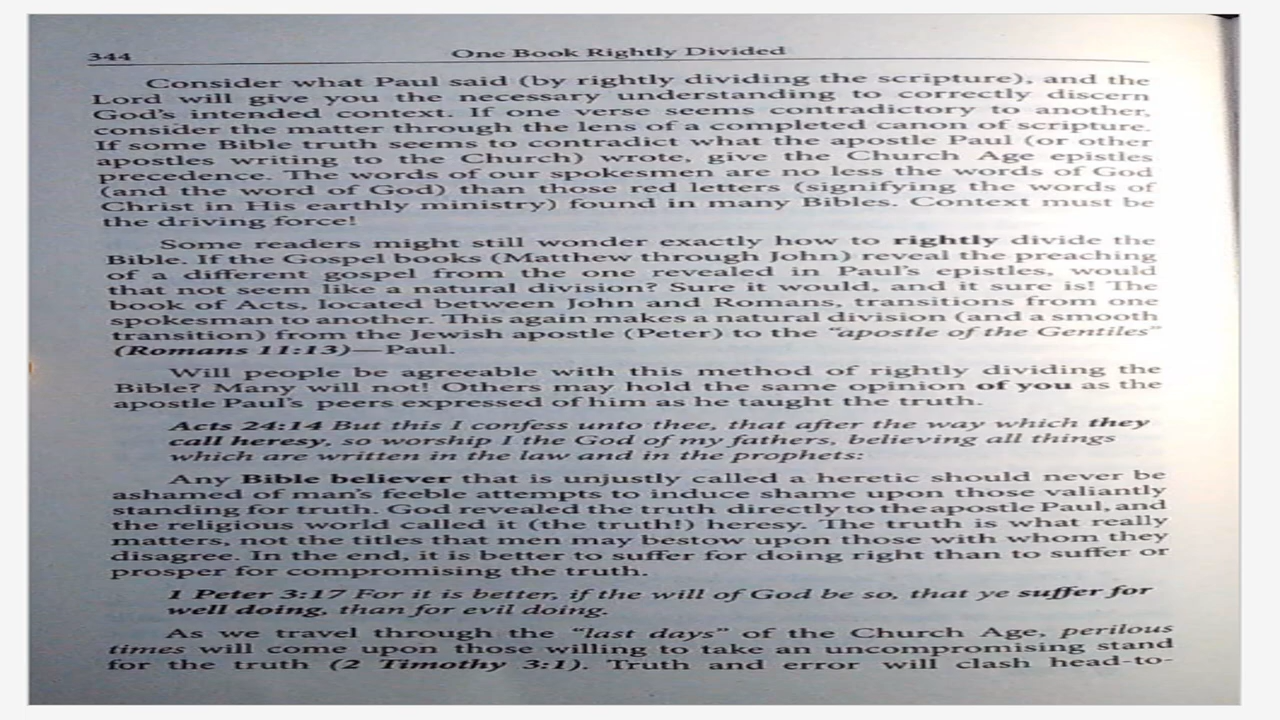 344 One Book Rightly Divided
Consider what Paul said (by rightly dividing the scripture), and the
Lord will give you the necessary understanding to correctly discern
God's intended context. If one verse seems contradictory to another,
consider the matter through the lens of a completed canon of scripture.
If some Bible truth seems to contradict what the apostle Paul (or other
apostles writing to the Church) wrote, give the Church Age epistles
precedence. The words of our spokesmen are no less the words of God
(and the word of God) than those red letters (signifying the words of
Christ in His earthly ministry) found in many Bibles. Context must be
the driving force!
Some readers might still wonder exactly how to rightly divide the
Bible. If the Gospel books (Matthew through John) reveal the preaching
of a different gospel from the one revealed in Paul's epistles, would
that not seem like a natural division? Sure it would, and it sure is! The
book of Acts, located between John and Romans, transitions from one
spokesman to another. This again makes a natural division (and a smooth
transition) from the Jewish apostle (Peter) to the "apostle of the Gentiles"
(Romans 11:13)—Paul.
Will people be agreeable with this method of rightly dividing the
Bible? Many will not! Others may hold the same opinion of you as the
apostle Paul's peers expressed of him as he taught the truth.
Acts 24:14 But this I confess unto thee, that after the way which they
call heresy, so worship I the God of my fathers, believing all things
which are written in the law and in the prophets:
Any Bible believer that is unjustly called a heretic should never be
ashamed of man's feeble attempts to induce shame upon those valiantly
standing for truth. God revealed the truth directly to the apostle Paul, and
the religious world called it (the truth!) heresy. The truth is what really
matters, not the titles that men may bestow upon those with whom they
disagree. In the end, it is better to suffer for doing right than to suffer or
prosper for compromising the truth.
1 Peter 3:17 For it is better, if the will of God be so, that ye suffer for
well doing, than for evil doing.
As we travel through the "last days" of the Church Age, perilous
times will come upon those willing to take an uncompromising stand
for the truth (2 Timothy 3:1). Truth and error will clash head-to-